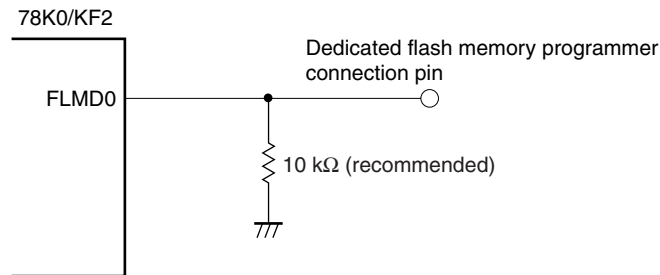 78K0/KF2
Dedicated flash memory programmer
connection pin
FLMD0
10 kΩ (recommended)